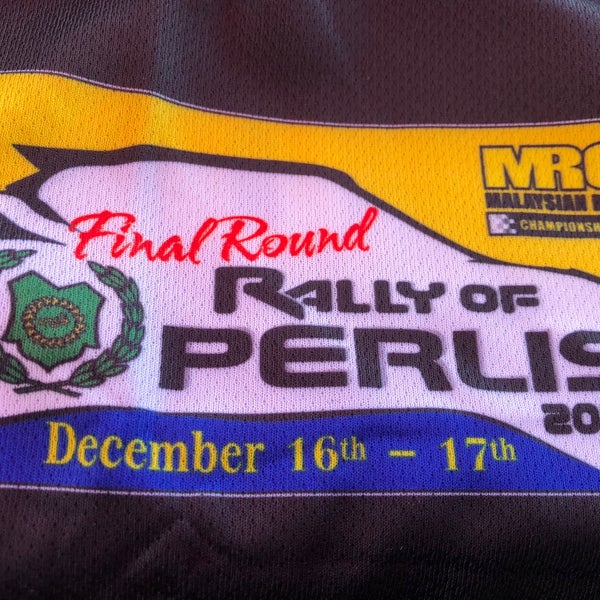 MRC
MALAYSIAN R
CHAMPIONSH
Final Round
RALLY OF
PERLIS
20
December 16th - 17th